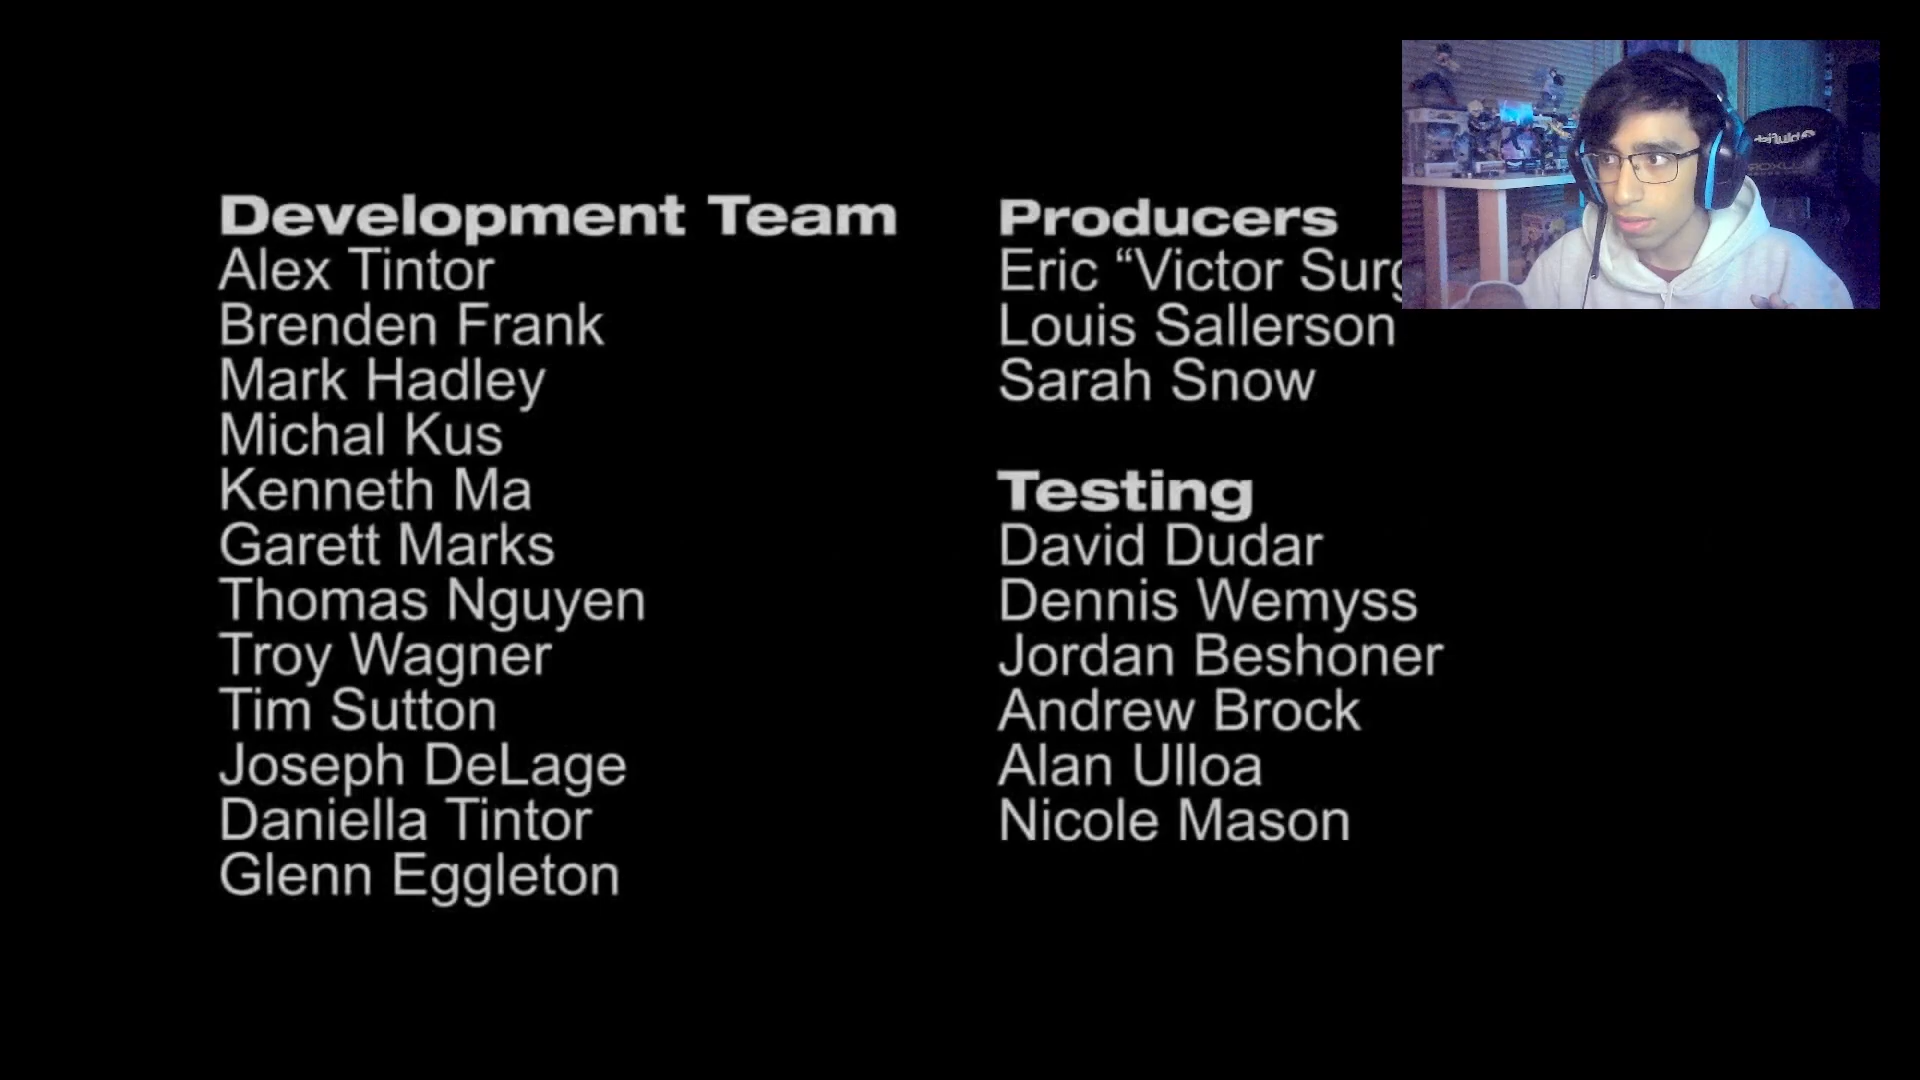 Development Team
Alex Tintor
Brenden Frank
Mark Hadley
Michal Kus
Kenneth Ma
Garett Marks
Thomas Nguyen
Troy Wagner
Tim Sutton
Joseph DeLage
Daniella Tintor
Glenn Eggleton
Producers
Eric “Victor
Louis Sallerson
Sarah Snow
Testing
David Dudar
Dennis Wemyss
Jordan Beshoner
Andrew Brock
Alan Ulloa
Nicole Mason